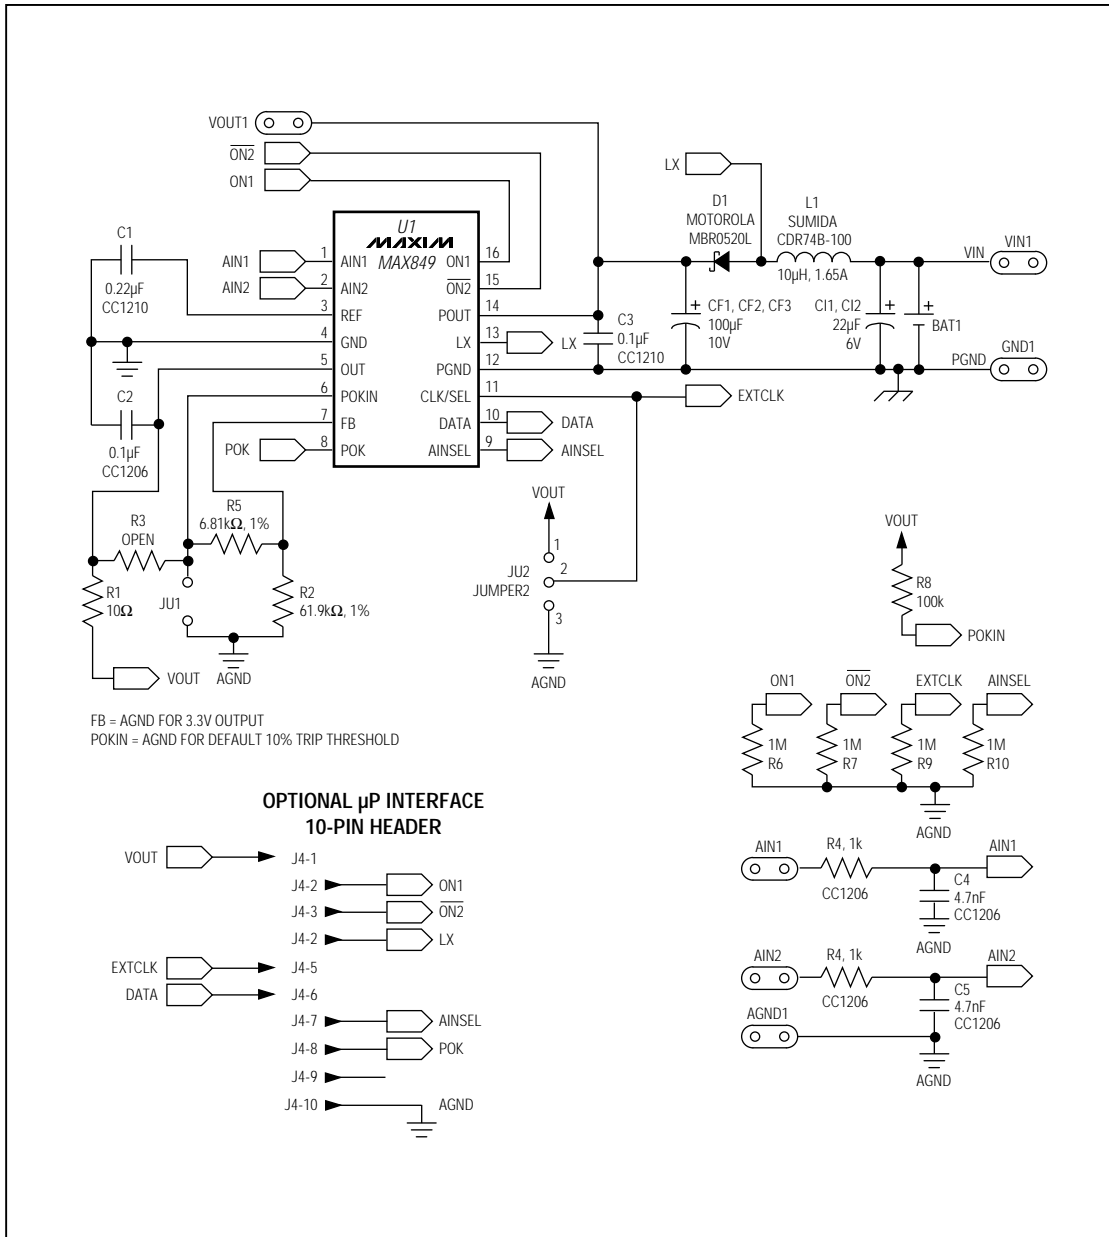 VOUT1
ON2
ON1
LX
D1
MOTOROLA
MBR0520L
L1
SUMIDA
CDR74B-100
10µH, 1.65A
VIN
VIN1
C1
0.22µF
CC1210
U1
MAXIM
MAX849
AIN1
1
AIN1
ON1
16
AIN2
2
AIN2
ON2
15
3
REF
POUT
14
4
GND
LX
13
LX
5
OUT
PGND
12
6
POKIN
CLK/SEL
11
EXTCLK
7
FB
DATA
10
DATA
POK
8
POK
AINSEL
9
AINSEL
C3
0.1µF
CC1210
+
CF1, CF2, CF3
100µF
10V
CI1, CI2
22µF
6V
+
+
BAT1
PGND
GND1
C2
0.1µF
CC1206
R3
OPEN
R5
6.81kΩ, 1%
R1
10Ω
JU1
R2
61.9kΩ, 1%
VOUT
AGND
VOUT
1
2
3
JU2
JUMPER2
AGND
VOUT
R8
100k
POKIN
FB = AGND FOR 3.3V OUTPUT
POKIN = AGND FOR DEFAULT 10% TRIP THRESHOLD
ON1
ON2
EXTCLK
AINSEL
1M
R6
1M
R7
1M
R9
1M
R10
AGND
OPTIONAL µP INTERFACE
10-PIN HEADER
VOUT
J4-1
J4-2
ON1
J4-3
ON2
J4-2
LX
EXTCLK
J4-5
DATA
J4-6
J4-7
AINSEL
J4-8
POK
J4-9
J4-10
AGND
AIN1
R4, 1k
CC1206
AIN1
C4
4.7nF
CC1206
AGND
AIN2
R4, 1k
CC1206
AIN2
C5
4.7nF
CC1206
AGND1
AGND